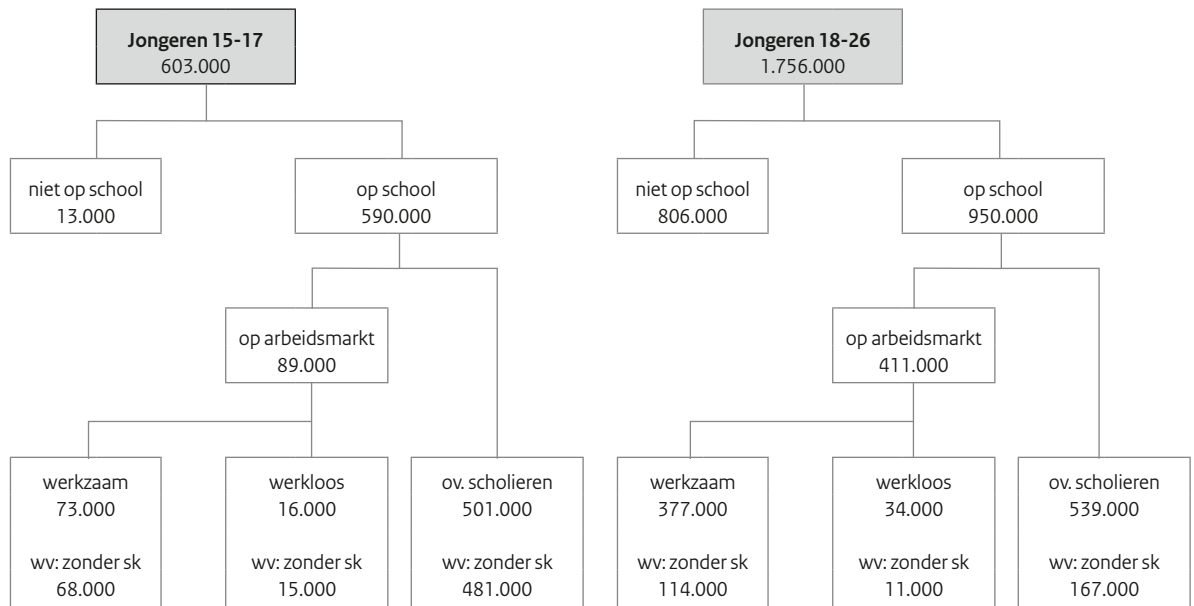 Jongeren 15-17
603.000
niet op school
13.000
op school
590.000
op arbeidsmarkt
89.000
werkzaam
73.000
wv: zonder sk
68.000
werkloos
16.000
wv: zonder sk
15.000
ov. scholieren
501.000
wv: zonder sk
481.000
Jongeren 18-26
1.756.000
niet op school
806.000
op school
950.000
op arbeidsmarkt
411.000
werkzaam
377.000
wv: zonder sk
114.000
werkloos
34.000
wv: zonder sk
11.000
ov. scholieren
539.000
wv: zonder sk
167.000